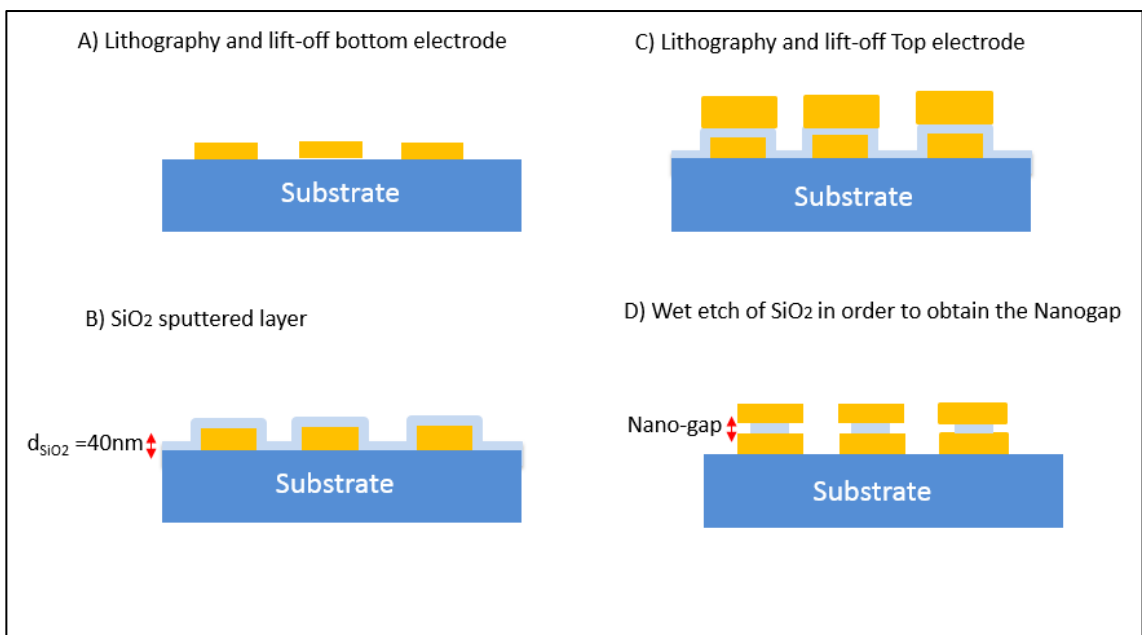 A) Lithography and lift-off bottom electrode
Substrate
B) SiO2 sputtered layer
dSiO2 =40nm
Substrate
C) Lithography and lift-off Top electrode
Substrate
D) Wet etch of SiO2 in order to obtain the Nanogap
Nano-gap
Substrate